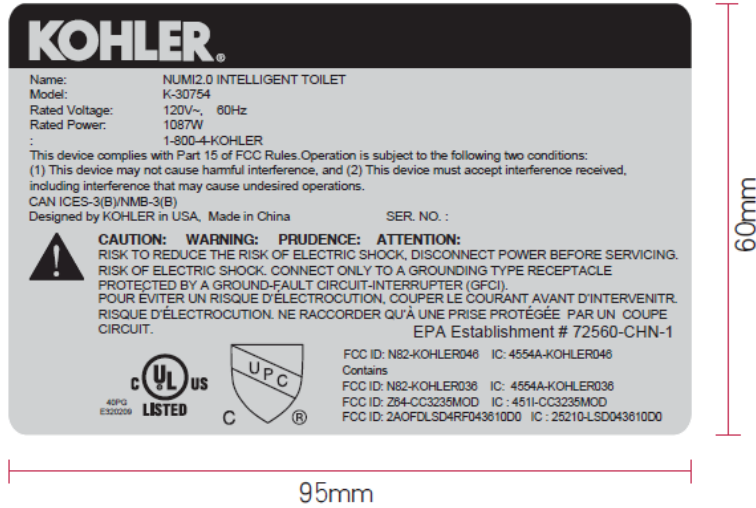 KOHLER®
Name: NUMI2.0 INTELLIGENT TOILET
Model: K-30754
Rated Voltage: 120V~, 60Hz
Rated Power: 1087W
: 1-800-4-KOHLER
This device complies with Part 15 of FCC Rules.Operation is subject to the following two conditions:
(1) This device may not cause harmful interference, and (2) This device must accept interference received,
including interference that may cause undesired operations.
CAN ICES-3(B)/NMB-3(B)
Designed by KOHLER in USA, Made in China SER. NO. :
CAUTION: WARNING: PRUDENCE: ATTENTION:
RISK TO REDUCE THE RISK OF ELECTRIC SHOCK, DISCONNECT POWER BEFORE SERVICING.
RISK OF ELECTRIC SHOCK. CONNECT ONLY TO A GROUNDING TYPE RECEPTACLE
PROTECTED BY A GROUND-FAULT CIRCUIT-INTERRUPTER (GFCI).
POUR ÉVITER UN RISQUE D'ÉLECTROCUTION, COUPER LE COURANT AVANT D'INTERVENITR.
RISQUE D'ÉLECTROCUTION. NE RACCORDER QU'À UNE PRISE PROTÉGÉE PAR UN COUPE
CIRCUIT.
EPA Establishment # 72560-CHN-1
C UL US
LISTED
40PG
E320209
UPC
C ®
FCC ID: N82-KOHLER046 IC: 4554A-KOHLER046
Contains
FCC ID: N82-KOHLER036 IC: 4554A-KOHLER036
FCC ID: Z64-CC3235MOD IC : 451I-CC3235MOD
FCC ID: 2AOFDLSD4RF043610D0 IC : 25210-LSD043610D0
60mm
95mm